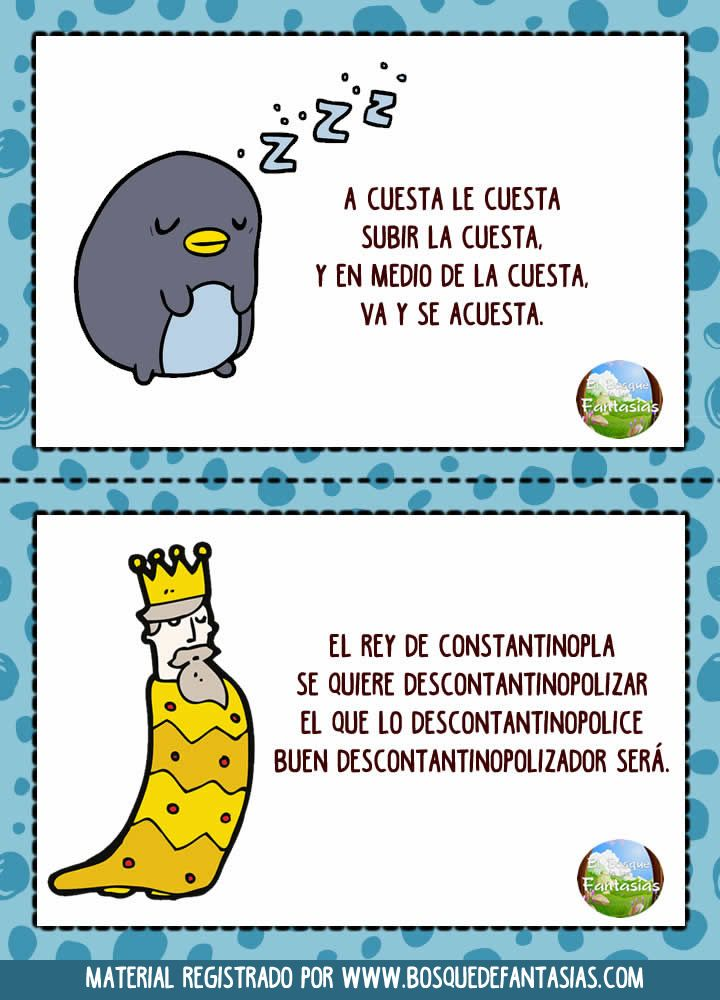 Z Z Z
A CUESTA LE CUESTA
SUBIR LA CUESTA,
Y EN MEDIO DE LA CUESTA,
VA Y SE ACUESTA.
El Bosque
Fantasías
EL REY DE CONSTANTINOPLA
SE QUIERE DESCONTANTINOPOLIZAR
EL QUE LO DESCONTANTINOPOLICE
BUEN DESCONTANTINOPOLIZADOR SERÁ.
El Bosque
Fantasías
MATERIAL REGISTRADO POR WWW.BOSQUEDEFANTASIAS.COM